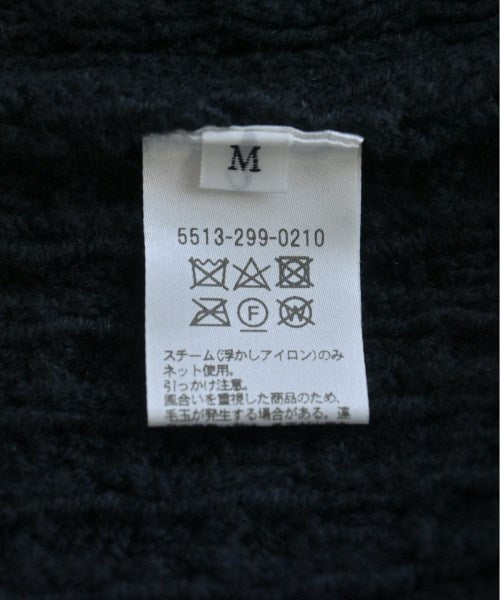 M
5513-299-0210
F W
スチーム(浮かしアイロン)のみ
ネット使用。
引っかけ注意。
風合いを重視した商品のため、
毛玉が発生する場合がある。連